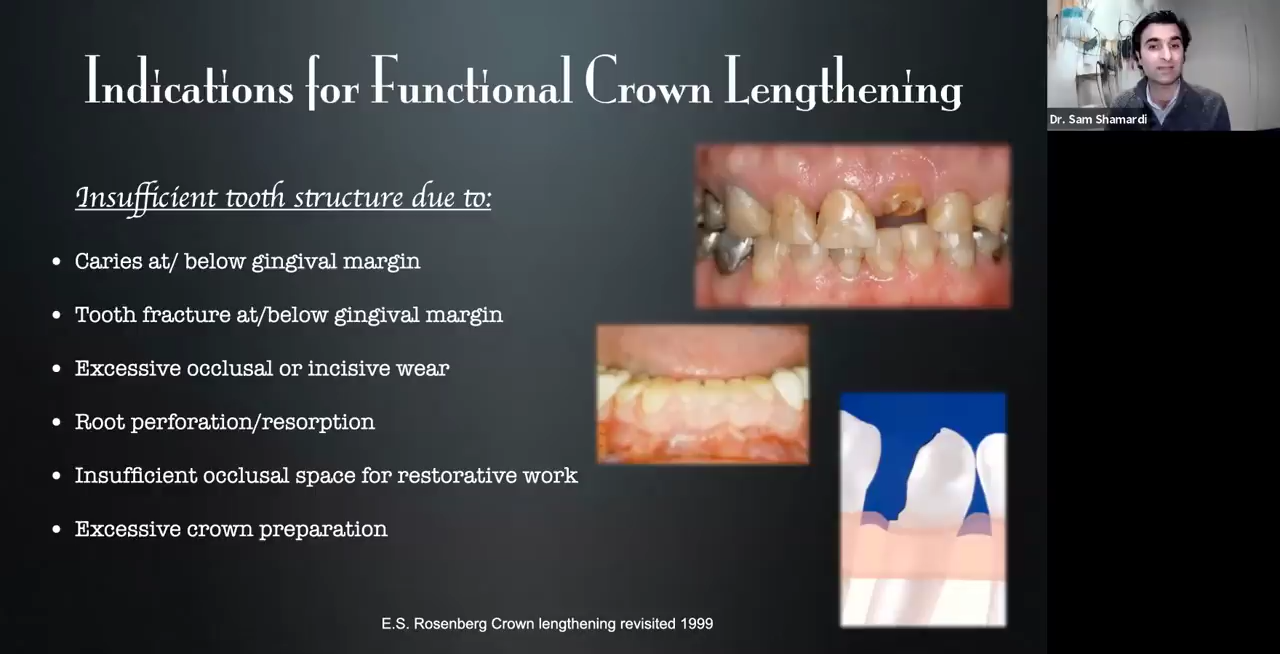 Indications for Functional Crown Lengthening
Dr. Sam Shamardi
Insufficient tooth structure due to:
• Caries at/ below gingival margin
• Tooth fracture at/below gingival margin
• Excessive occlusal or incisive wear
• Root perforation/resorption
• Insufficient occlusal space for restorative work
• Excessive crown preparation
E.S. Rosenberg Crown lengthening revisited 1999